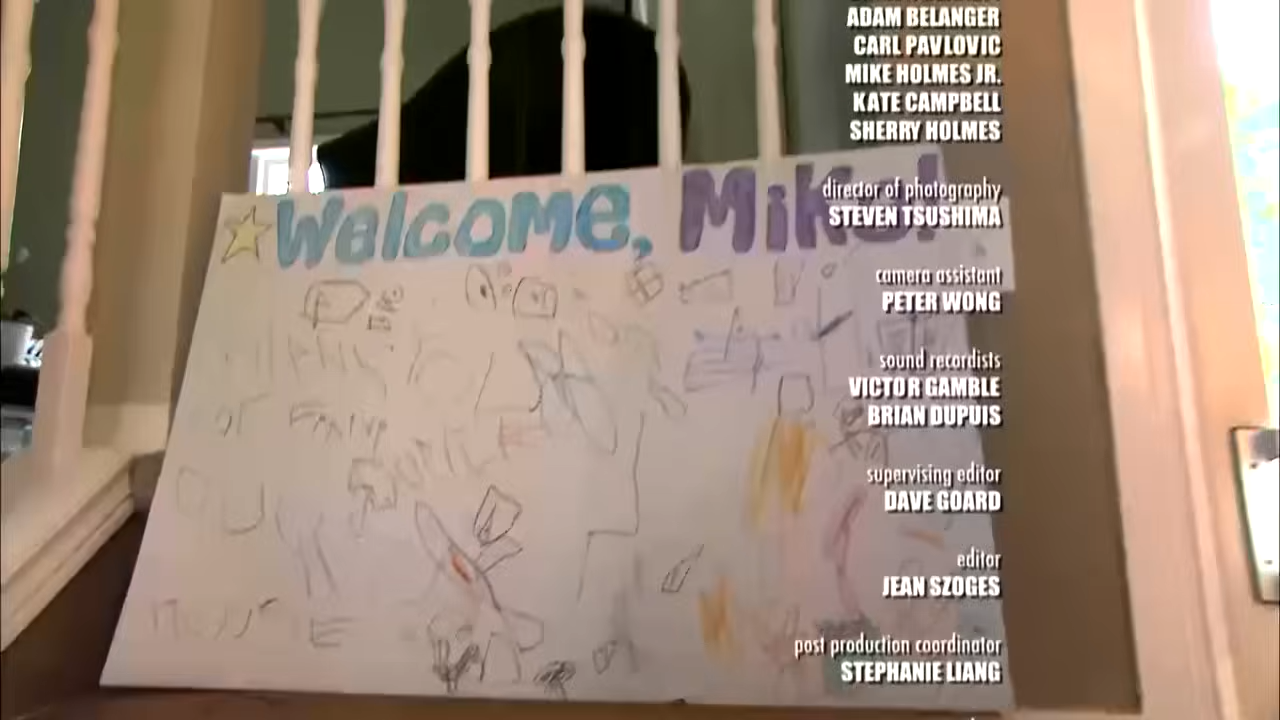 ADAM BELANGER
CARL PAVLOVIC
MIKE HOLMES JR.
KATE CAMPBELL
SHERRY HOLMES
Welcome, Mike!
director of photography
STEVEN TSUSHIMA
camera assistant
PETER WONG
sound recordists
VICTOR GAMBLE
BRIAN DUPUIS
supervising editor
DAVE GOARD
editor
JEAN SZOGES
post production coordinator
STEPHANIE LIANG